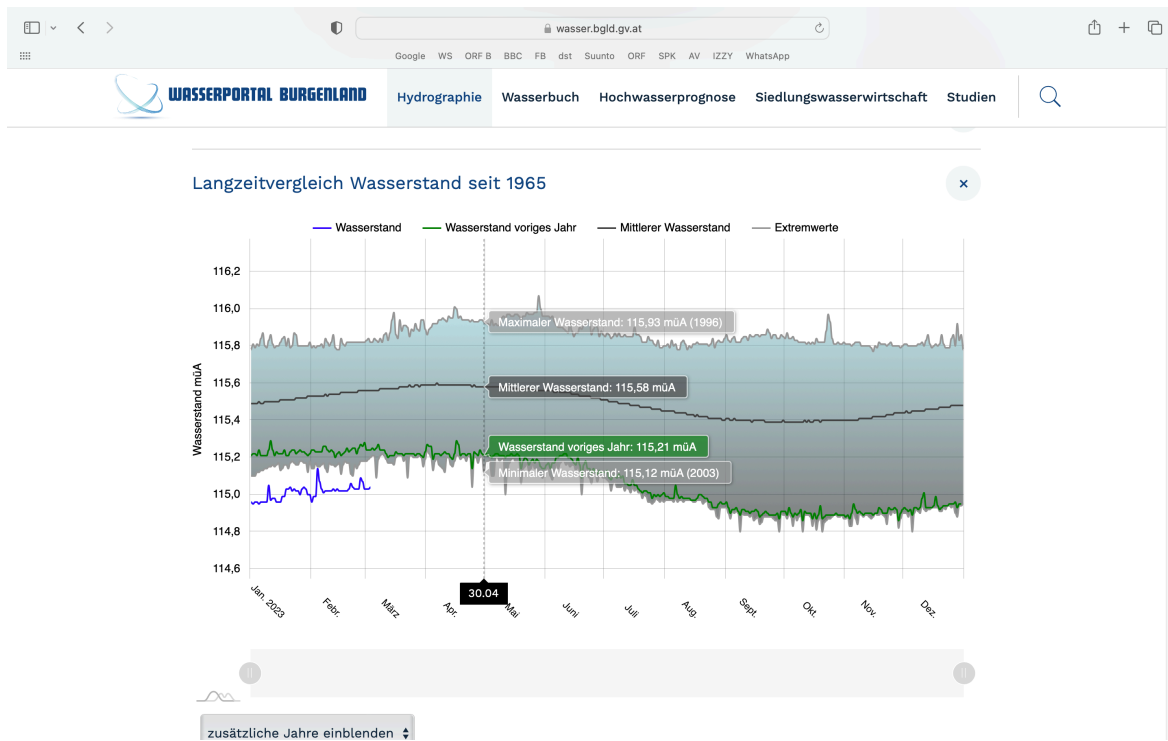 wasser.bgld.gv.at
Google WS ORF B BBC FB dst Suunto ORF SPK AV IZZY WhatsApp
WASSERPORTAL BURGENLAND Hydrographie Wasserbuch Hochwasserprognose Siedlungswasserwirtschaft Studien
Langzeitvergleich Wasserstand seit 1965
Wasserstand Wasserstand voriges Jahr Mittlerer Wasserstand Extremwerte
Wasserstand müA
116,2
116,0
115,8
115,6
115,4
115,2
115,0
114,8
114,6
Maximaler Wasserstand: 115,93 müA (1996)
Mittlerer Wasserstand: 115,58 müA
Wasserstand voriges Jahr: 115,21 müA
Minimaler Wasserstand: 115,12 müA (2003)
30.04
Jan. 2023 Febr. März Apr. Mai Juni Juli Aug. Sept. Okt. Nov. Dez.
zusätzliche Jahre einblenden